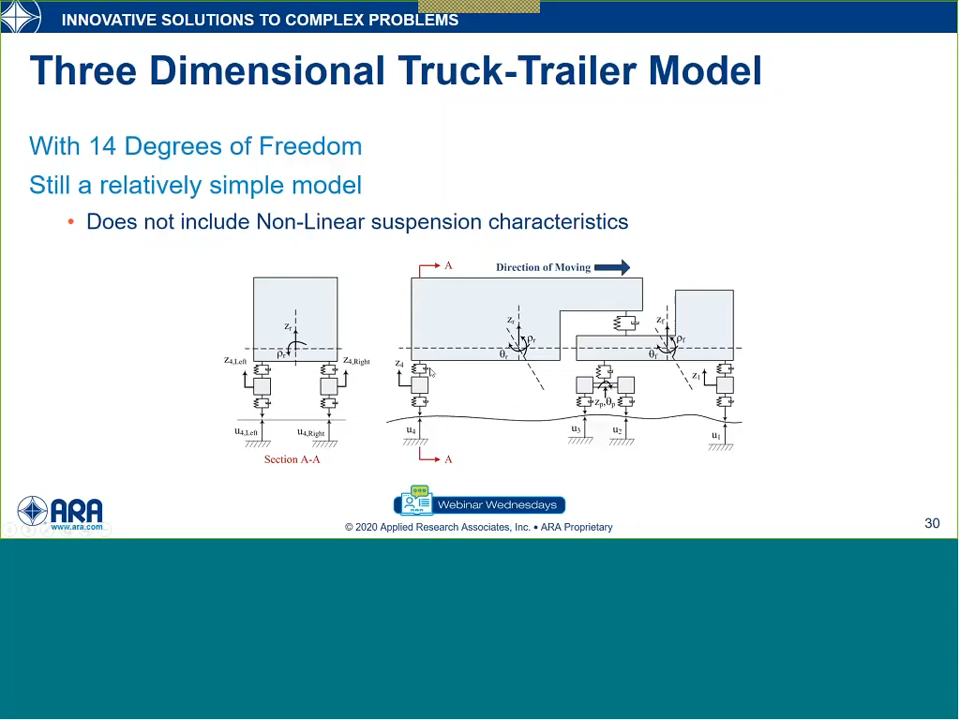 INNOVATIVE SOLUTIONS TO COMPLEX PROBLEMS
Three Dimensional Truck-Trailer Model
With 14 Degrees of Freedom
Still a relatively simple model
• Does not include Non-Linear suspension characteristics
A
Direction of Moving
zr
ρr
z4,Left
z4,Right
u4,Left
u4,Right
Section A-A
zr
ρr
θr
z4
u4
A
zf
ρf
θf
zp,θp
z1
u3
u2
u1
ARA
www.ara.com
Webinar Wednesdays
© 2020 Applied Research Associates, Inc. • ARA Proprietary
30